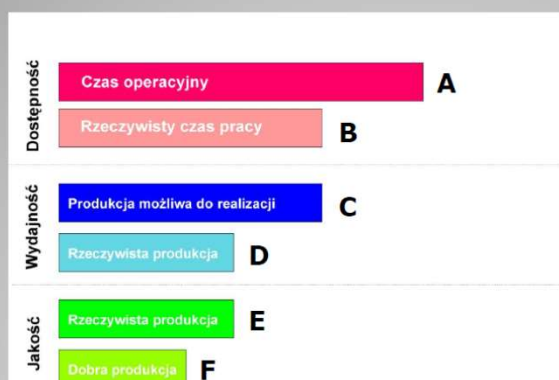 Dostępność
Czas operacyjny A
Rzeczywisty czas pracy B
Wydajność
Produkcja możliwa do realizacji C
Rzeczywista produkcja D
Jakość
Rzeczywista produkcja E
Dobra produkcja F